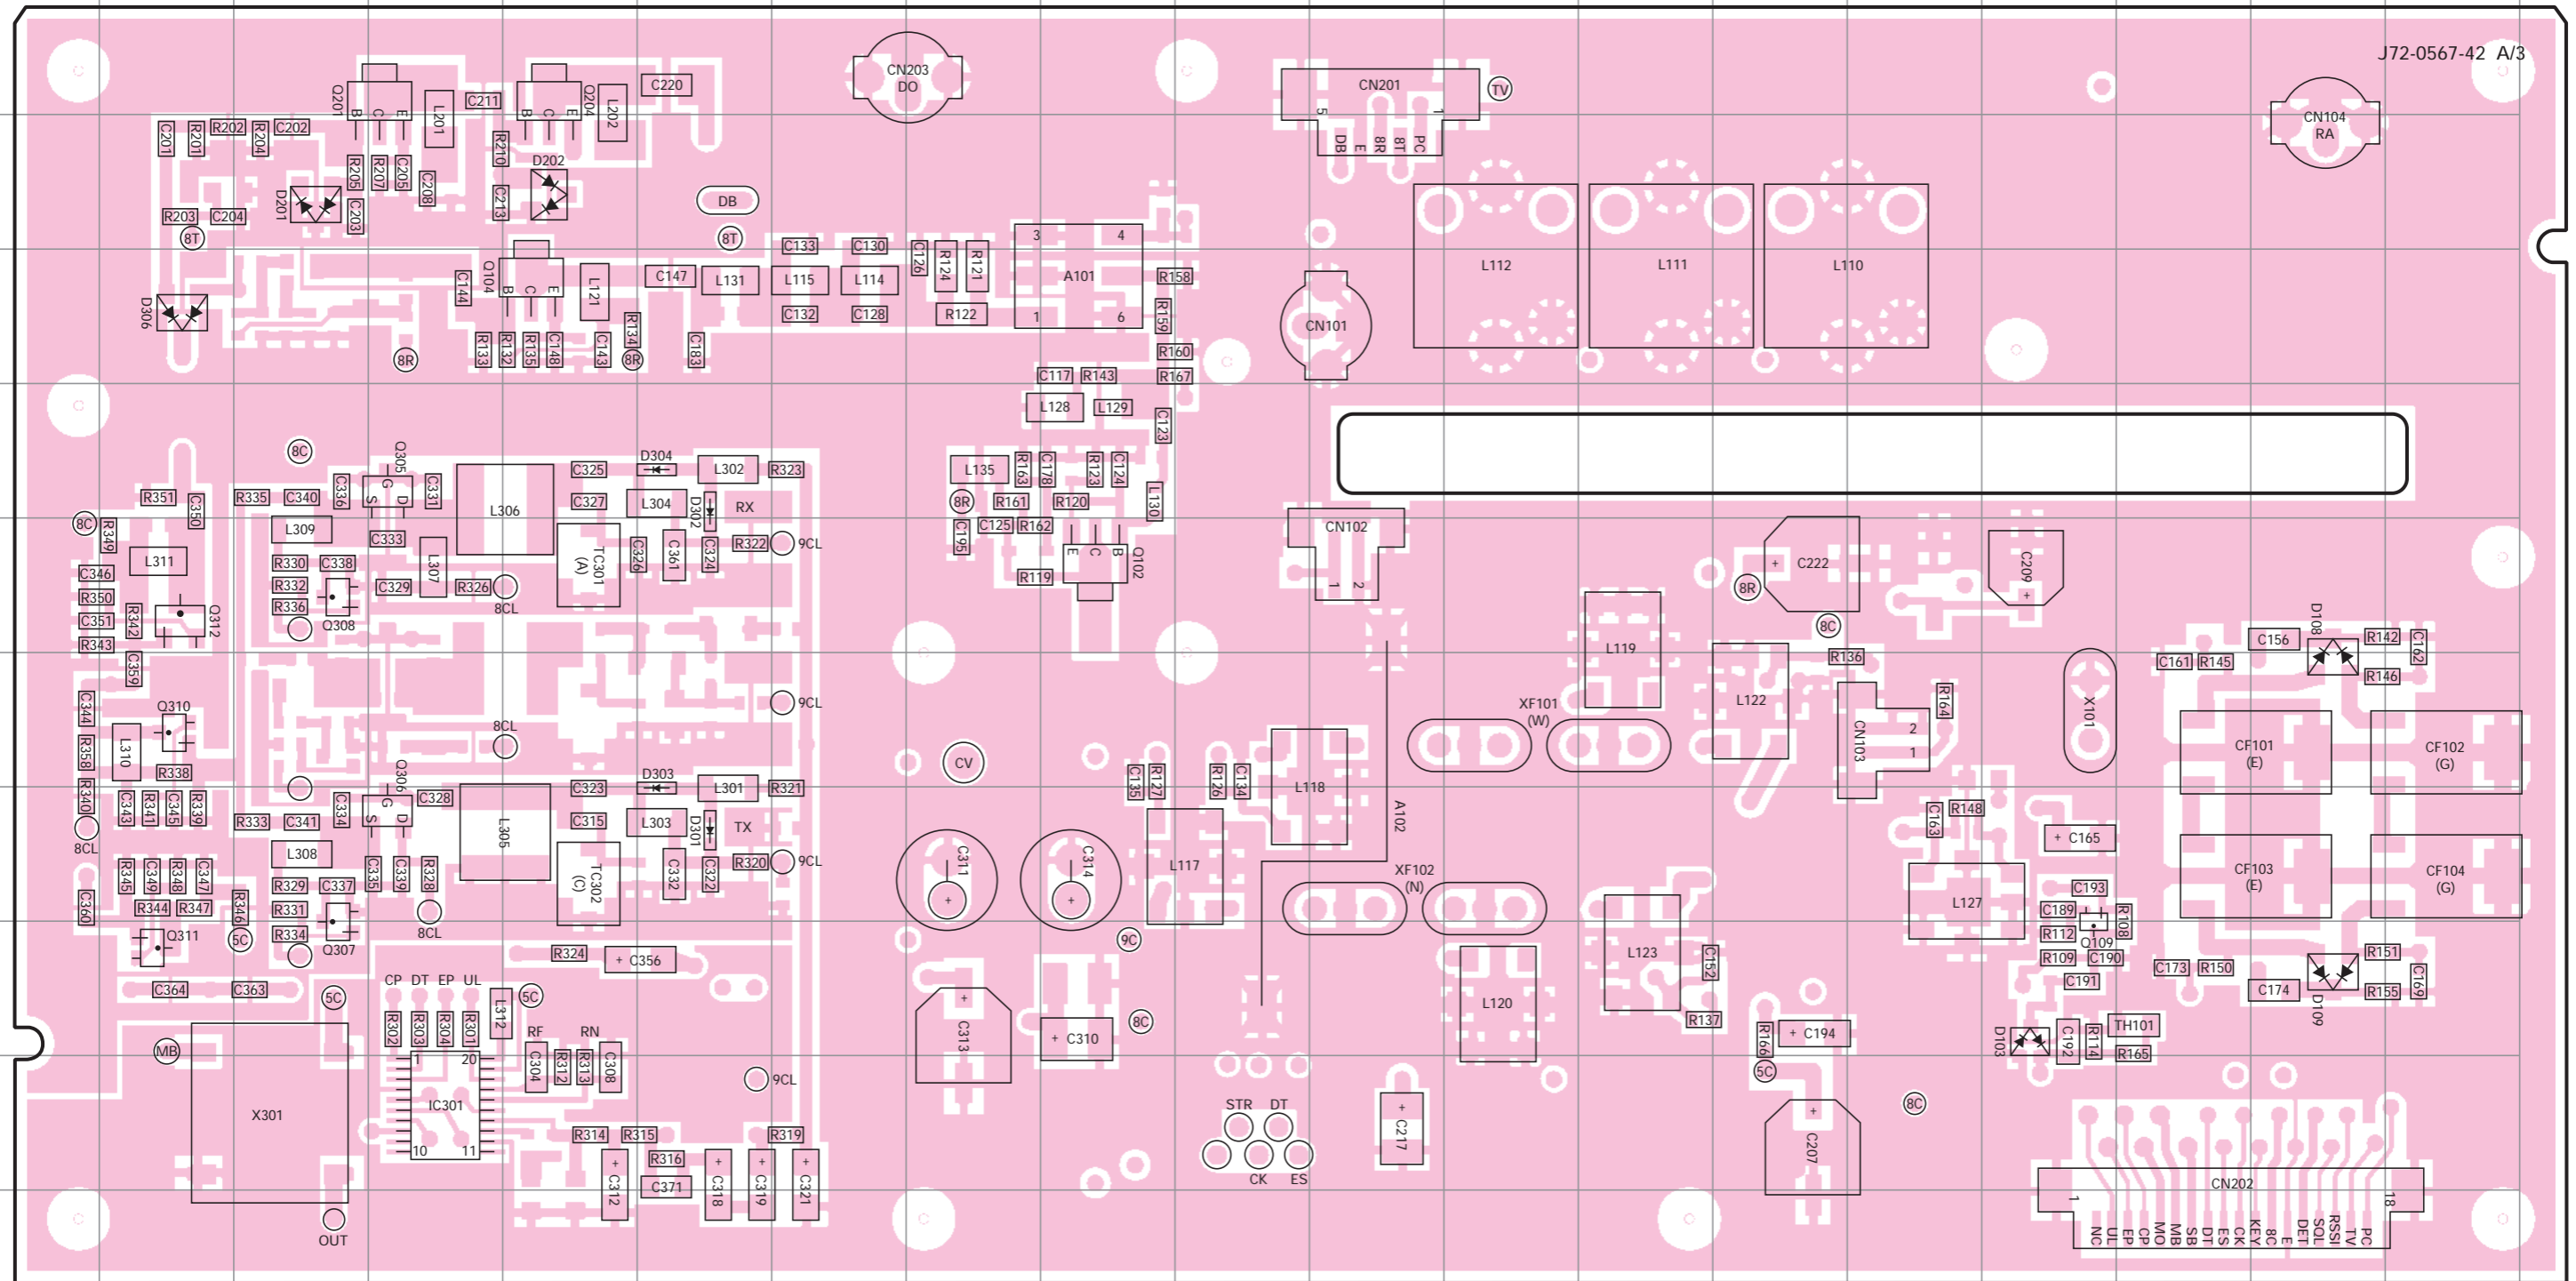 J72-0567-42 A/3
CN203
DO
CN201
TV
5
1
DB
E
8R
8T
PC
CN104
RA
Q201
B
C
E
L201
C211
Q204
B
C
E
L202
C220
C201
R201
R202
R204
C202
R205
R207
C205
C208
R210
C213
D202
D201
C203
R203
C204
8T
DB
8T
D306
8R
C144
Q104
B
C
E
L121
C147
L131
C133
L115
C132
C130
L114
C128
C126
R124
R121
R122
3
4
A101
1
6
R158
R159
R160
R167
R133
R132
R135
C148
C143
R134
8R
C183
CN101
L112
L111
L110
C117
R143
L128
L129
C123
8C
Q305
G
S
D
C336
C331
R335
C340
L309
C333
L306
C325
C327
D304
L302
R323
L304
D302
RX
TC301
(A)
C326
C361
C324
R322
9CL
R351
C350
8C
R349
L311
C346
R350
C351
R343
R342
Q312
C359
R330
C338
R332
R336
Q308
C329
L307
R326
8CL
L135
R163
C178
R123
C124
8R
R161
R120
L130
C195
C125
R162
E
C
B
Q102
R119
CN102
1
2
C222
+
8R
8C
C209
+
L119
L122
R136
CN103
2
1
R164
X101
D108
C156
R142
C162
C161
R145
R146
CF101
(E)
CF102
(G)
CF103
(E)
CF104
(G)
C344
Q310
L310
R358
R338
R340
C343
R341
C345
R339
8CL
8CL
9CL
CV
XF101
(W)
L118
C135
R127
R126
C134
L117
A102
XF102
(N)
R333
C341
C334
Q306
G
S
D
C328
L308
L305
C323
C315
D303
L301
R321
L303
D301
TX
TC302
(C)
C332
C322
R320
9CL
C311
+
C314
+
R345
C349
R348
C347
C360
R344
R347
R346
5C
Q311
R329
C337
R331
R334
Q307
C335
C339
R328
8CL
9C
R324
+ C356
C364
C363
5C
CP
DT
EP
UL
5C
R302
R303
R304
R301
L312
RF
RN
C304
R312
R313
C308
MB
X301
OUT
1
20
IC301
10
11
9CL
R314
R315
R319
R316
C371
+ C312
+ C318
+ C319
+ C321
+ C313
+ C310
8C
STR
DT
CK
ES
+ C217
L120
L123
C152
R137
R166
+ C194
5C
+ C207
8C
C163
R148
L127
+ C165
C193
C189
R112
Q109
R108
R109
C190
C191
D103
C192
R114
TH101
R165
C173
R150
C174
D109
R151
R155
C169
CN202
1
18
NC
UL
EP
CP
MO
MB
SB
DT
ES
CK
KEY
8C
E
DET
SQL
RSSI
TV
PC